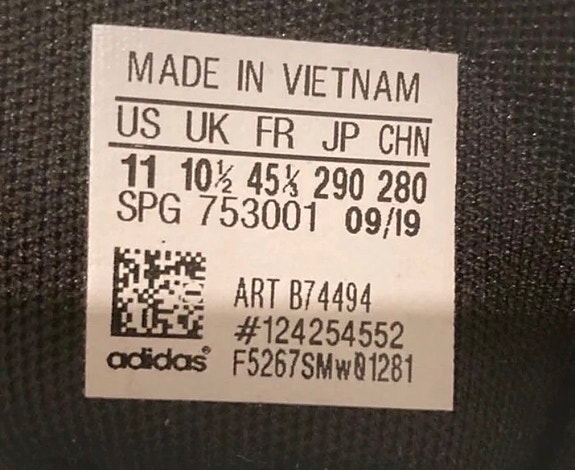 MADE IN VIETNAM
US UK FR JP CHN
11 10½ 45⅓ 290 280
SPG 753001 09/19
ART B74494
#124254552
adidas® F5267SMw01281